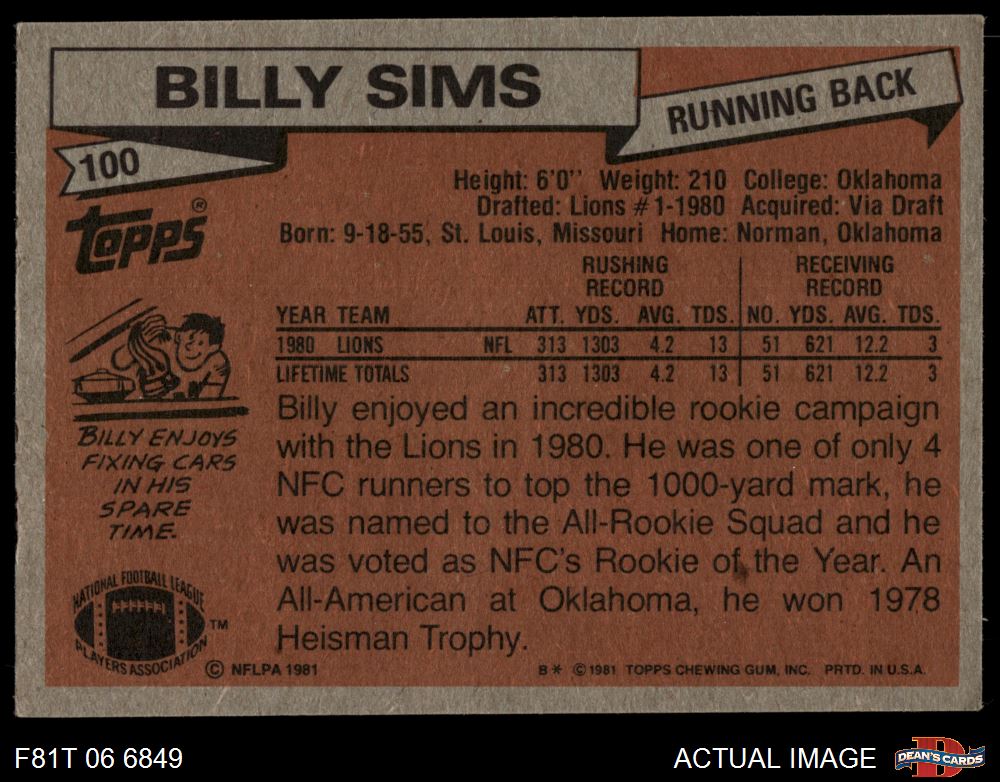 BILLY SIMS
RUNNING BACK
100
Topps®
Height: 6'0'' Weight: 210 College: Oklahoma
Drafted: Lions #1-1980 Acquired: Via Draft
Born: 9-18-55, St. Louis, Missouri Home: Norman, Oklahoma
RUSHING RECEIVING
RECORD RECORD
YEAR TEAM ATT. YDS. AVG. TDS. NO. YDS. AVG. TDS.
1980 LIONS NFL 313 1303 4.2 13 51 621 12.2 3
LIFETIME TOTALS 313 1303 4.2 13 51 621 12.2 3
Billy enjoyed an incredible rookie campaign
with the Lions in 1980. He was one of only 4
NFC runners to top the 1000-yard mark, he
was named to the All-Rookie Squad and he
was voted as NFC's Rookie of the Year. An
All-American at Oklahoma, he won 1978
Heisman Trophy.
BILLY ENJOYS
FIXING CARS
IN HIS
SPARE
TIME.
NATIONAL FOOTBALL LEAGUE
PLAYERS ASSOCIATION
TM
© NFLPA 1981
B* © 1981 TOPPS CHEWING GUM, INC. PRTD. IN U.S.A.
F81T 06 6849
ACTUAL IMAGE
D
DEAN'S CARDS